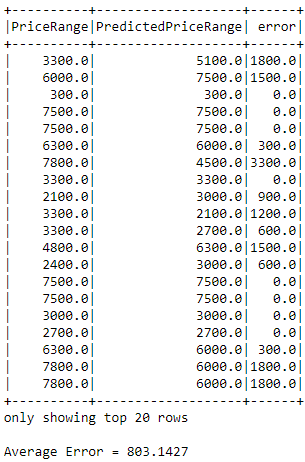 +----------+-------------------+------+
|PriceRange|PredictedPriceRange| error|
+----------+-------------------+------+
|    3300.0|             5100.0|1800.0|
|    6000.0|             7500.0|1500.0|
|     300.0|              300.0|   0.0|
|    7500.0|             7500.0|   0.0|
|    7500.0|             7500.0|   0.0|
|    6300.0|             6000.0| 300.0|
|    7800.0|             4500.0|3300.0|
|    3300.0|             3300.0|   0.0|
|    2100.0|             3000.0| 900.0|
|    3300.0|             2100.0|1200.0|
|    3300.0|             2700.0| 600.0|
|    4800.0|             6300.0|1500.0|
|    2400.0|             3000.0| 600.0|
|    7500.0|             7500.0|   0.0|
|    7500.0|             7500.0|   0.0|
|    3000.0|             3000.0|   0.0|
|    2700.0|             2700.0|   0.0|
|    6300.0|             6000.0| 300.0|
|    7800.0|             6000.0|1800.0|
|    7800.0|             6000.0|1800.0|
+----------+-------------------+------+
only showing top 20 rows
Average Error = 803.1427